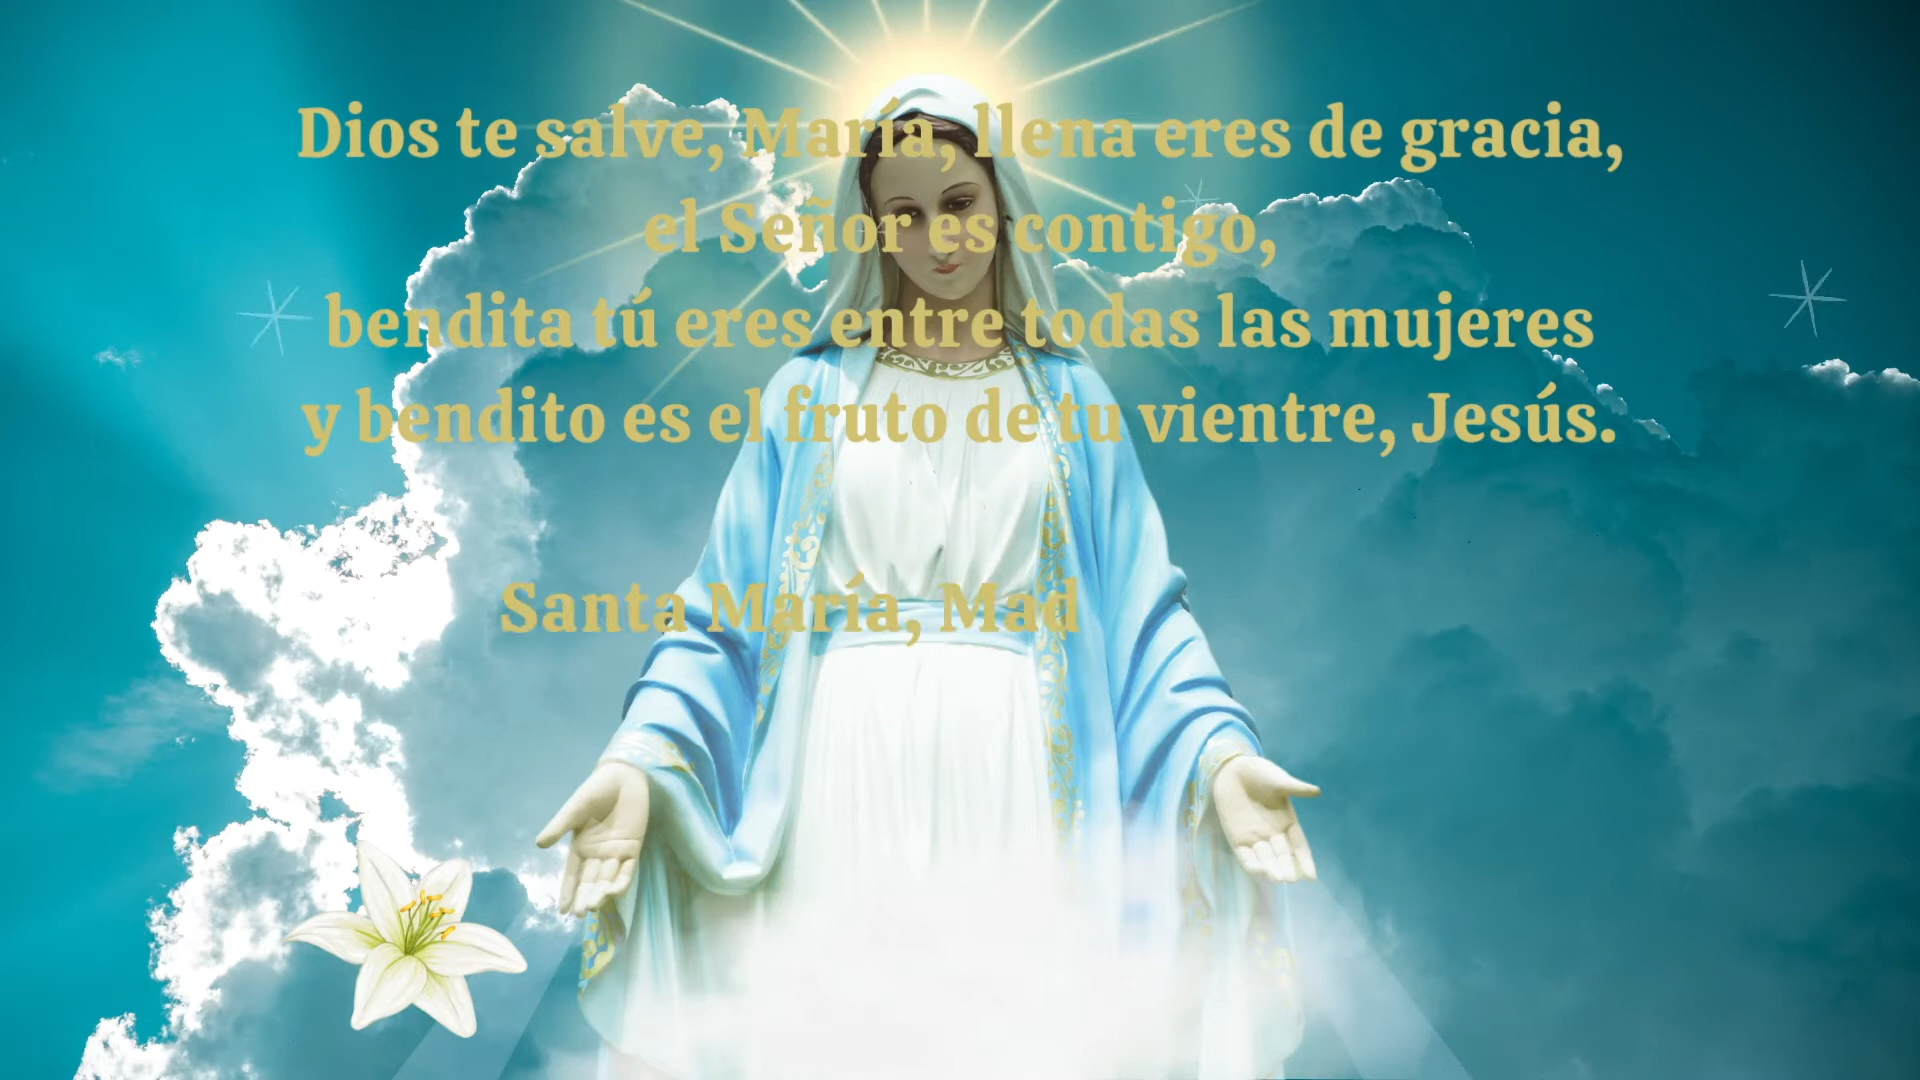 Dios te salve, María, llena eres de gracia,
el Señor es contigo,
bendita tú eres entre todas las mujeres
y bendito es el fruto de tu vientre, Jesús.
Santa María, Mad